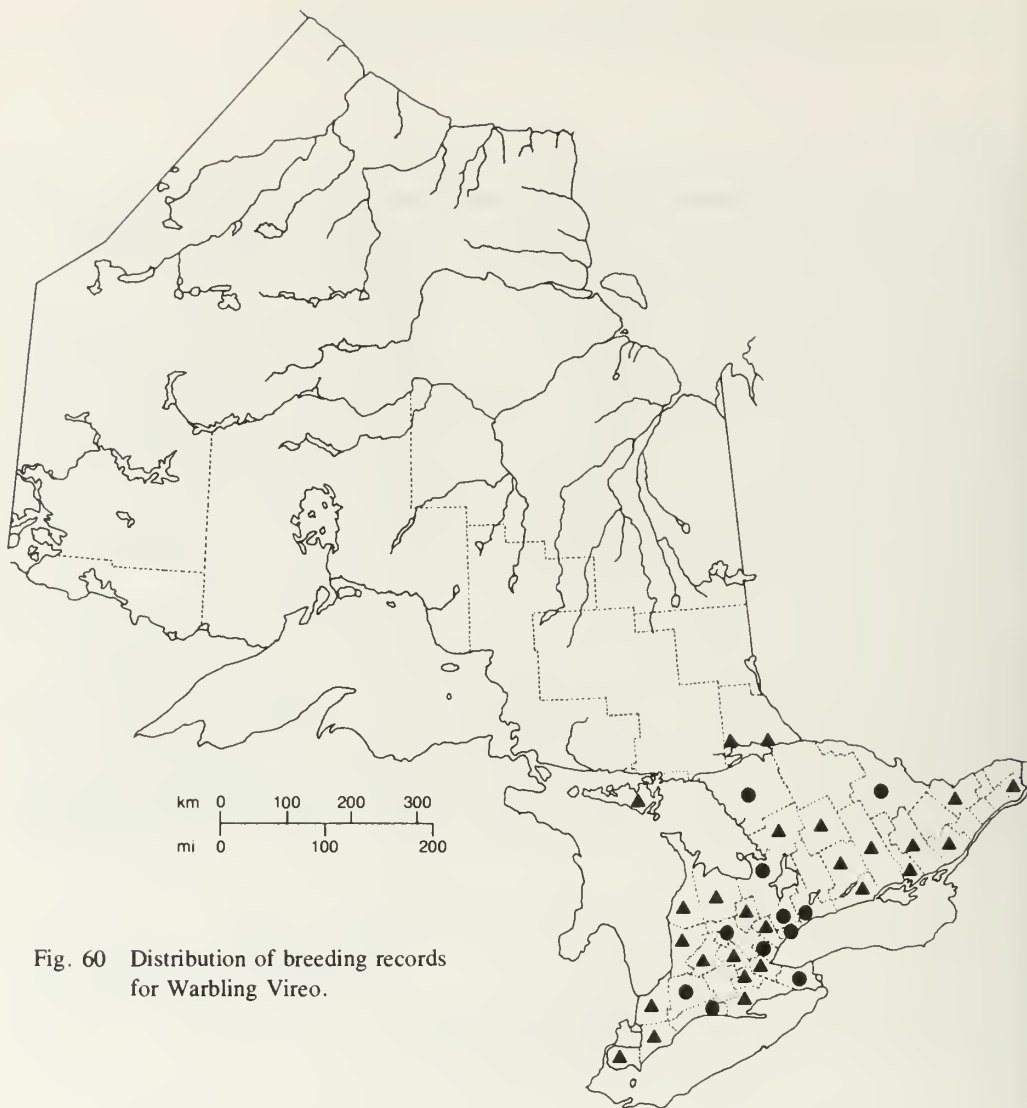 km 0 100 200 300
mi 0 100 200
Fig. 60 Distribution of breeding records
for Warbling Vireo.